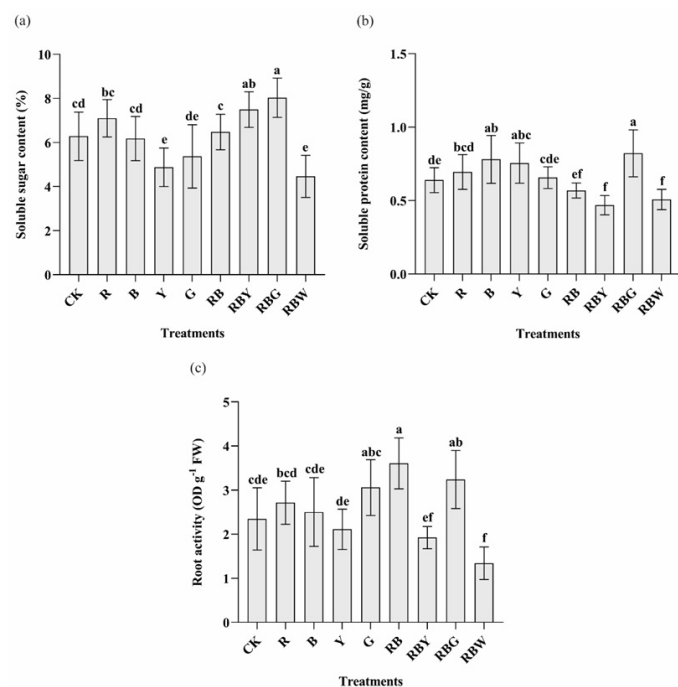 (a)
Soluble sugar content (%)
10
8
6
4
2
0
cd
bc
cd
e
de
c
ab
a
e
CK
R
B
Y
G
RB
RBY
RBG
RBW
Treatments
(b)
Soluble protein content (mg/g)
1.5
1.0
0.5
0.0
de
bcd
ab
abc
cde
ef
f
a
f
CK
R
B
Y
G
RB
RBY
RBG
RBW
Treatments
(c)
Root activity (OD g⁻¹ FW)
5
4
3
2
1
0
cde
bcd
cde
de
abc
a
ef
ab
f
CK
R
B
Y
G
RB
RBY
RBG
RBW
Treatments